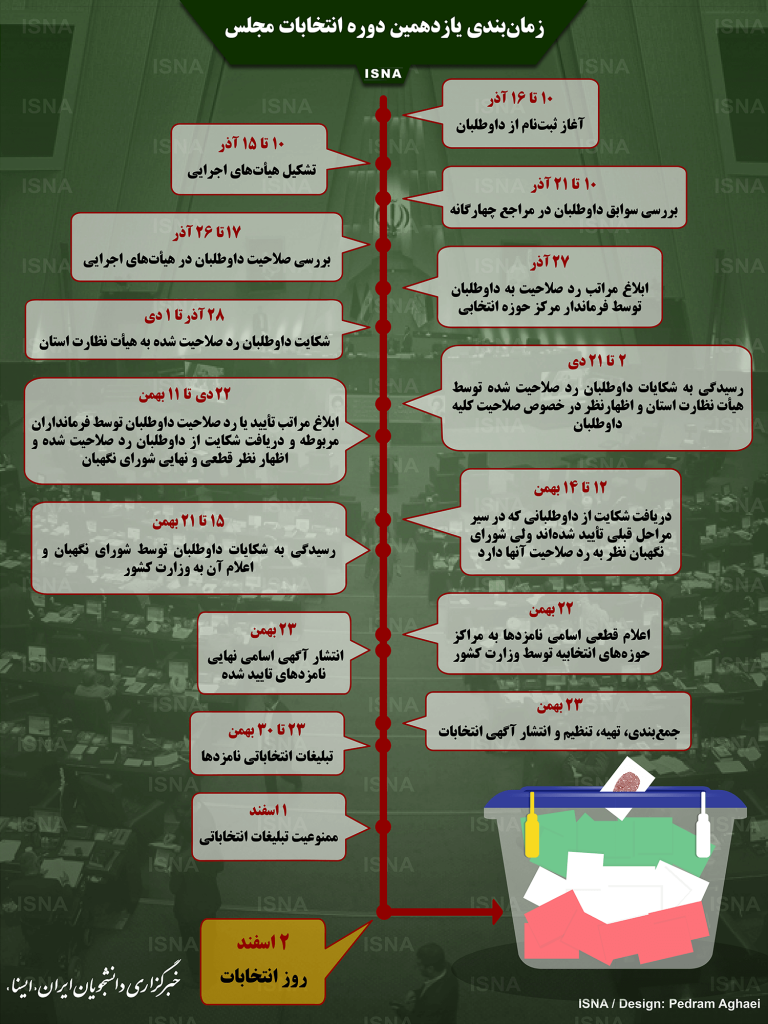 زمان‌بندی یازدهمین دوره انتخابات مجلس
ISNA
۱۰ تا ۱۶ آذر
آغاز ثبت‌نام از داوطلبان
۱۰ تا ۱۵ آذر
تشکیل هیأت‌های اجرایی
۱۰ تا ۲۱ آذر
بررسی سوابق داوطلبان در مراجع چهارگانه
۱۷ تا ۲۶ آذر
بررسی صلاحیت داوطلبان در هیأت‌های اجرایی
۲۷ آذر
ابلاغ مراتب رد صلاحیت به داوطلبان
توسط فرماندار مرکز حوزه انتخابی
۲۸ آذر تا ۱ دی
شکایت داوطلبان رد صلاحیت شده به هیأت نظارت استان
۲ تا ۲۱ دی
رسیدگی به شکایات داوطلبان رد صلاحیت شده توسط
هیأت نظارت استان و اظهارنظر در خصوص صلاحیت کلیه
داوطلبان
۲۲ دی تا ۱۱ بهمن
ابلاغ مراتب تأیید یا رد صلاحیت داوطلبان توسط فرمانداران
مربوطه و دریافت شکایت از داوطلبان رد صلاحیت شده و
اظهار نظر قطعی و نهایی شورای نگهبان
۱۲ تا ۱۴ بهمن
دریافت شکایت از داوطلبانی که در سیر
مراحل قبلی تأیید شده‌اند ولی شورای
نگهبان نظر به رد صلاحیت آنها دارد
۱۵ تا ۲۱ بهمن
رسیدگی به شکایات داوطلبان توسط شورای نگهبان و
اعلام آن به وزارت کشور
۲۲ بهمن
اعلام قطعی اسامی نامزدها به مراکز
حوزه‌های انتخابیه توسط وزارت کشور
۲۳ بهمن
انتشار آگهی اسامی نهایی
نامزدهای تایید شده
۲۳ بهمن
جمع‌بندی، تهیه، تنظیم و انتشار آگهی انتخابات
۲۳ تا ۳۰ بهمن
تبلیغات انتخاباتی نامزدها
۱ اسفند
ممنوعیت تبلیغات انتخاباتی
۲ اسفند
روز انتخابات
خبرگزاری دانشجویان ایران، ایسنا،
ISNA / Design: Pedram Aghaei